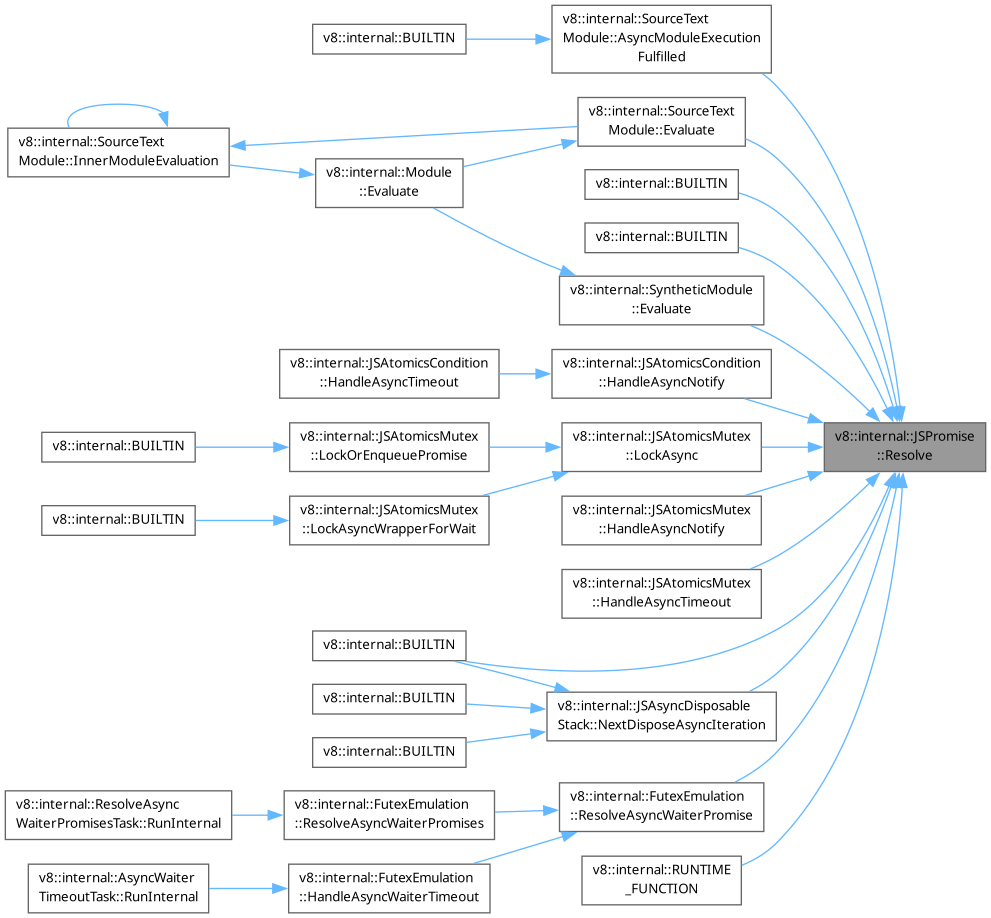 v8::internal::SourceText
Module::AsyncModuleExecution
Fulfilled
v8::internal::BUILTIN
v8::internal::SourceText
Module::Evaluate
v8::internal::SourceText
Module::InnerModuleEvaluation
v8::internal::Module
::Evaluate
v8::internal::BUILTIN
v8::internal::BUILTIN
v8::internal::SyntheticModule
::Evaluate
v8::internal::JSAtomicsCondition
::HandleAsyncTimeout
v8::internal::JSAtomicsCondition
::HandleAsyncNotify
v8::internal::JSPromise
::Resolve
v8::internal::BUILTIN
v8::internal::JSAtomicsMutex
::LockOrEnqueuePromise
v8::internal::JSAtomicsMutex
::LockAsync
v8::internal::BUILTIN
v8::internal::JSAtomicsMutex
::LockAsyncWrapperForWait
v8::internal::JSAtomicsMutex
::HandleAsyncNotify
v8::internal::JSAtomicsMutex
::HandleAsyncTimeout
v8::internal::BUILTIN
v8::internal::BUILTIN
v8::internal::JSAsyncDisposable
Stack::NextDisposeAsyncIteration
v8::internal::BUILTIN
v8::internal::ResolveAsync
WaiterPromisesTask::RunInternal
v8::internal::FutexEmulation
::ResolveAsyncWaiterPromises
v8::internal::FutexEmulation
::ResolveAsyncWaiterPromise
v8::internal::AsyncWaiter
TimeoutTask::RunInternal
v8::internal::FutexEmulation
::HandleAsyncWaiterTimeout
v8::internal::RUNTIME
_FUNCTION